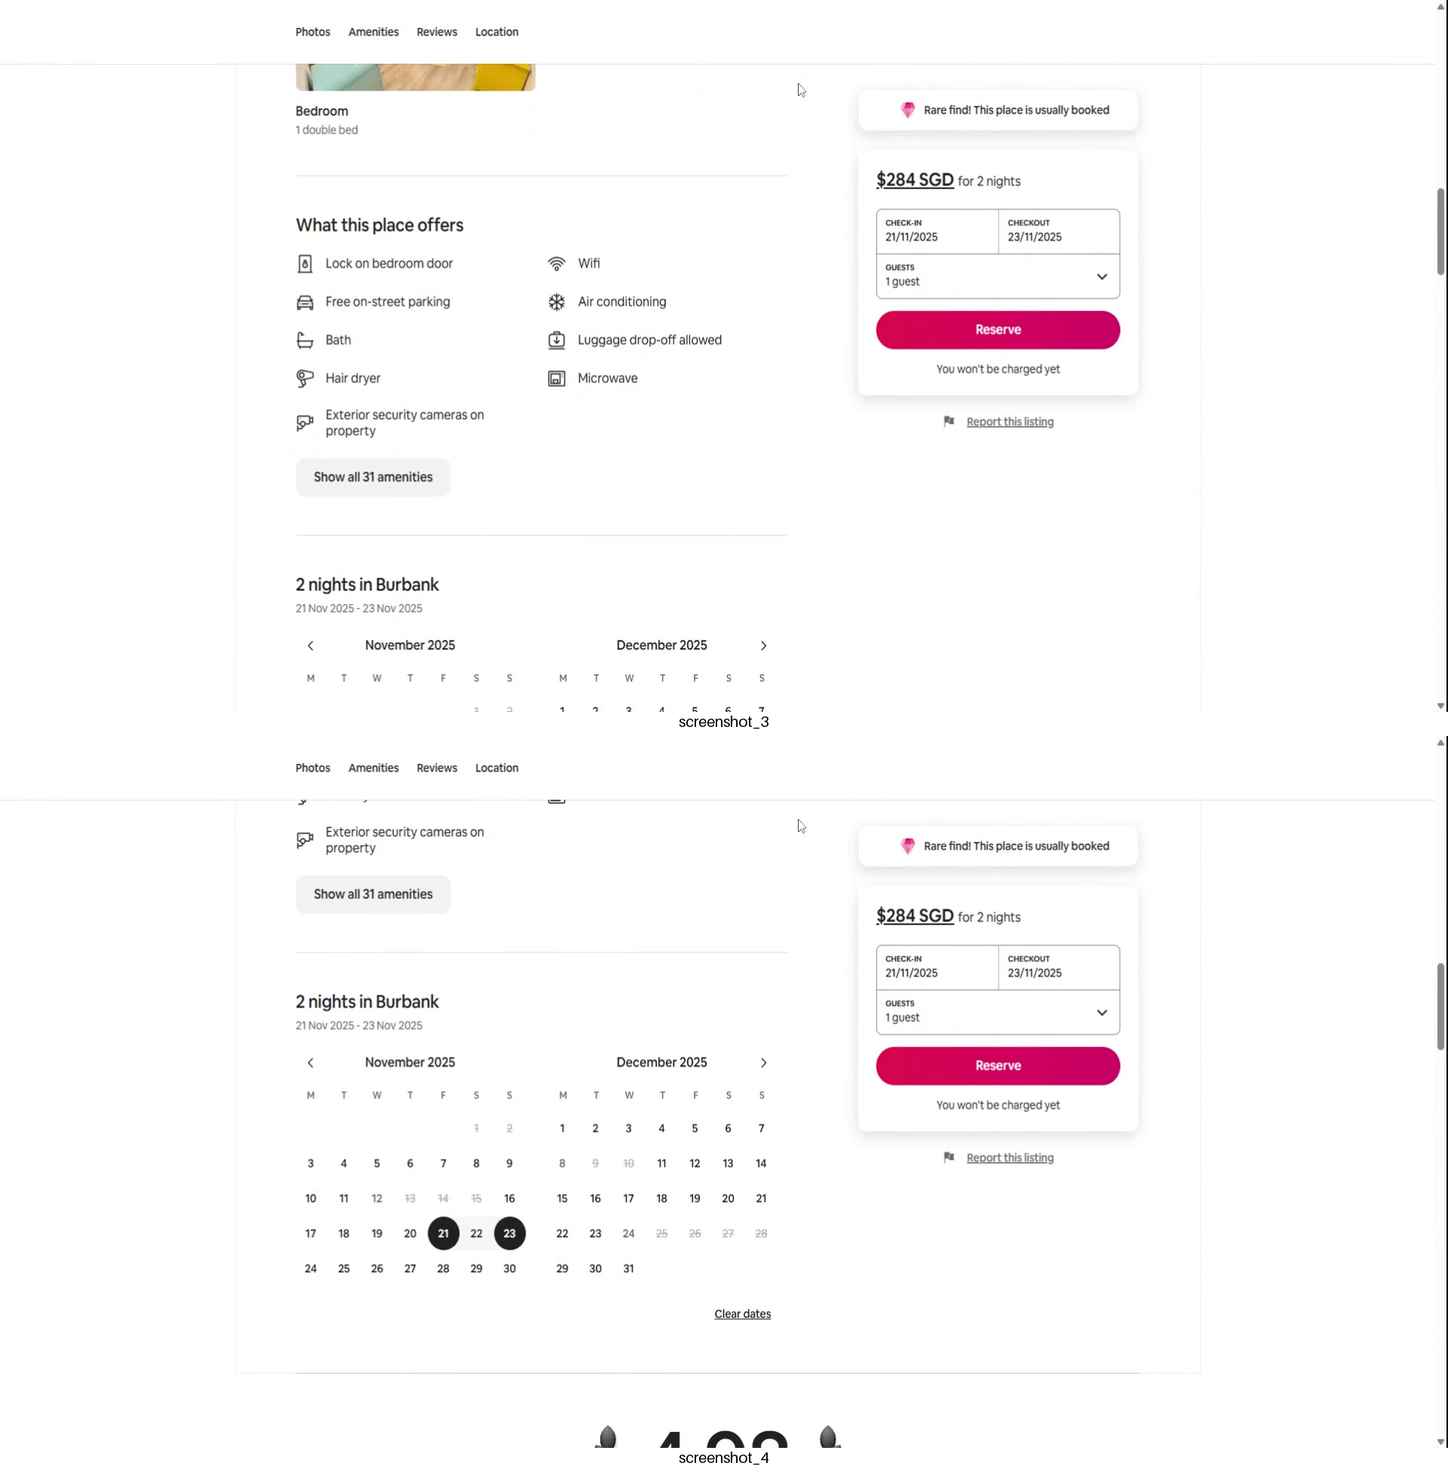 Photos Amenities Reviews Location
Bedroom
1 double bed
Rare find! This place is usually booked
$284 SGD for 2 nights
CHECK-IN
21/11/2025
CHECKOUT
23/11/2025
GUESTS
1 guest
Reserve
You won't be charged yet
Report this listing
What this place offers
Lock on bedroom door
Wifi
Free on-street parking
Air conditioning
Bath
Luggage drop-off allowed
Hair dryer
Microwave
Exterior security cameras on
property
Show all 31 amenities
2 nights in Burbank
21 Nov 2025 - 23 Nov 2025
November 2025
M T W T F S S
1 2
December 2025
M T W T F S S
1 2 3 4 5 6 7
screenshot_3
Photos Amenities Reviews Location
Exterior security cameras on
property
Show all 31 amenities
Rare find! This place is usually booked
$284 SGD for 2 nights
CHECK-IN
21/11/2025
CHECKOUT
23/11/2025
GUESTS
1 guest
Reserve
You won't be charged yet
Report this listing
2 nights in Burbank
21 Nov 2025 - 23 Nov 2025
November 2025
M T W T F S S
1 2
3 4 5 6 7 8 9
10 11 12 13 14 15 16
17 18 19 20 21 22 23
24 25 26 27 28 29 30
December 2025
M T W T F S S
1 2 3 4 5 6 7
8 9 10 11 12 13 14
15 16 17 18 19 20 21
22 23 24 25 26 27 28
29 30 31
Clear dates
screenshot_4